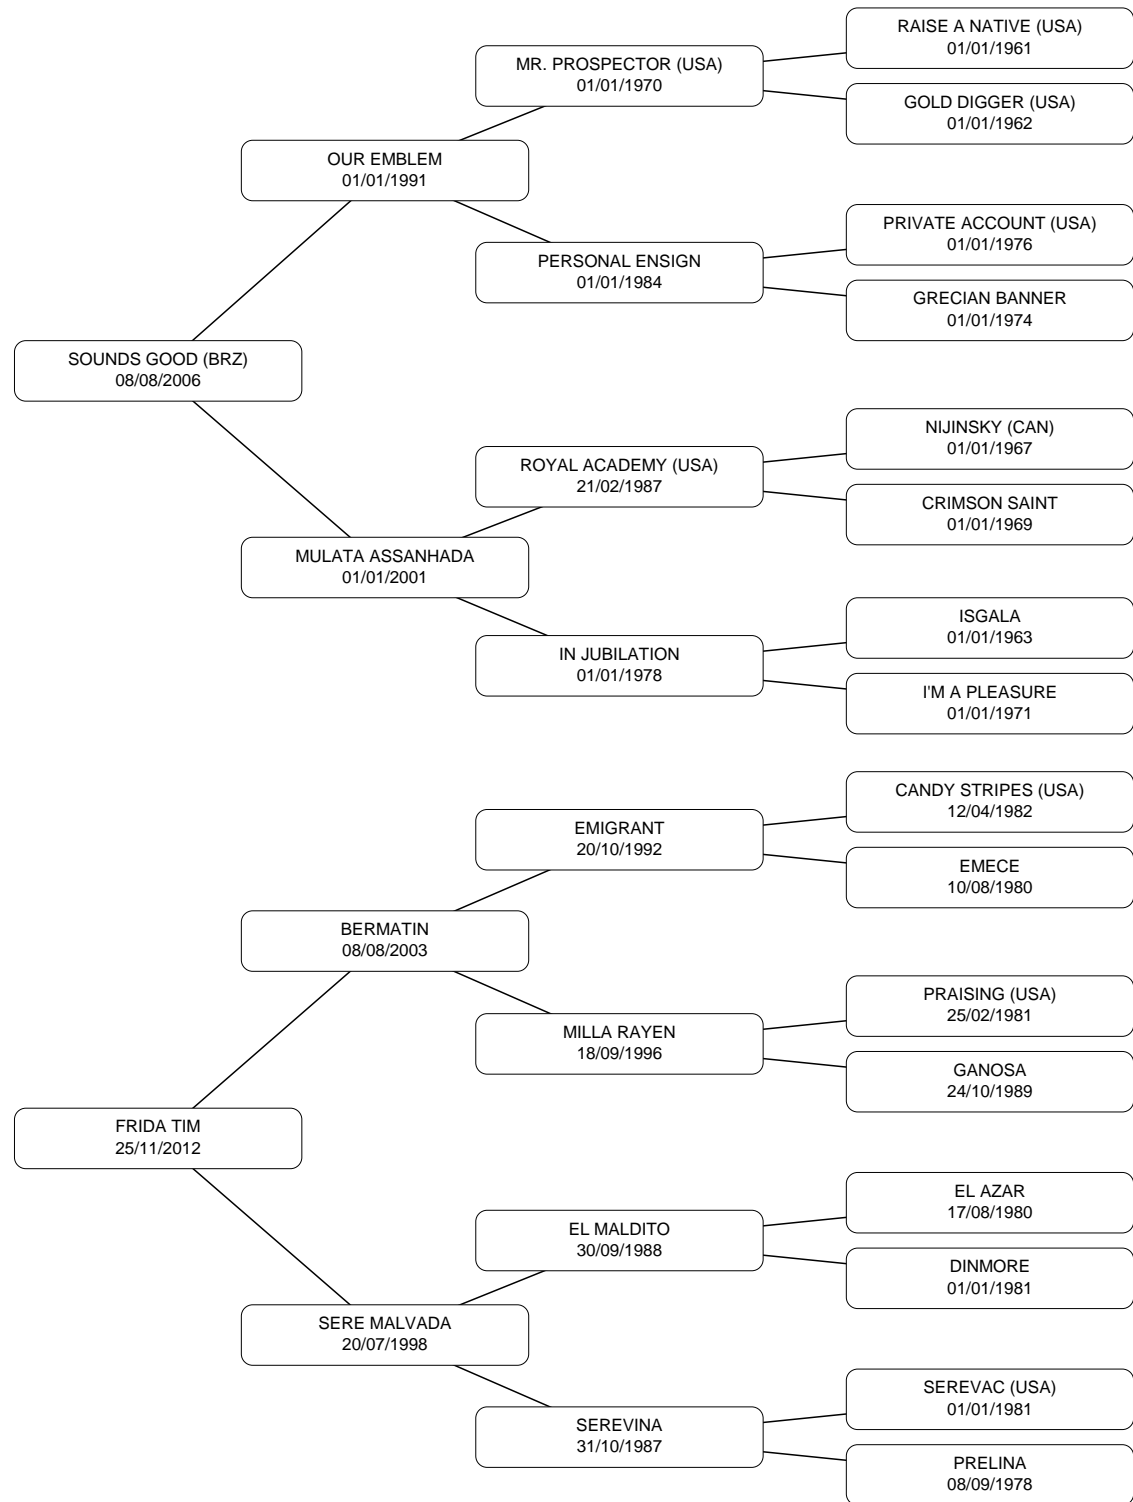 RAISE A NATIVE (USA)
01/01/1961
MR. PROSPECTOR (USA)
01/01/1970
GOLD DIGGER (USA)
01/01/1962
OUR EMBLEM
01/01/1991
PRIVATE ACCOUNT (USA)
01/01/1976
PERSONAL ENSIGN
01/01/1984
GRECIAN BANNER
01/01/1974
SOUNDS GOOD (BRZ)
08/08/2006
NIJINSKY (CAN)
01/01/1967
ROYAL ACADEMY (USA)
21/02/1987
CRIMSON SAINT
01/01/1969
MULATA ASSANHADA
01/01/2001
ISGALA
01/01/1963
IN JUBILATION
01/01/1978
I'M A PLEASURE
01/01/1971
CANDY STRIPES (USA)
12/04/1982
EMIGRANT
20/10/1992
EMECE
10/08/1980
BERMATIN
08/08/2003
PRAISING (USA)
25/02/1981
MILLA RAYEN
18/09/1996
GANOSA
24/10/1989
FRIDA TIM
25/11/2012
EL AZAR
17/08/1980
EL MALDITO
30/09/1988
DINMORE
01/01/1981
SERE MALVADA
20/07/1998
SEREVAC (USA)
01/01/1981
SEREVINA
31/10/1987
PRELINA
08/09/1978